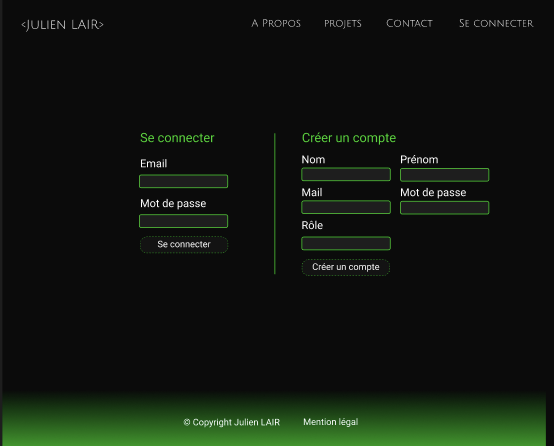 <JULIEN LAIR>
A Propos
projets
Contact
Se connecter
Se connecter
Email
Mot de passe
Se connecter
Créer un compte
Nom
Prénom
Mail
Mot de passe
Rôle
Créer un compte
© Copyright Julien LAIR
Mention légal